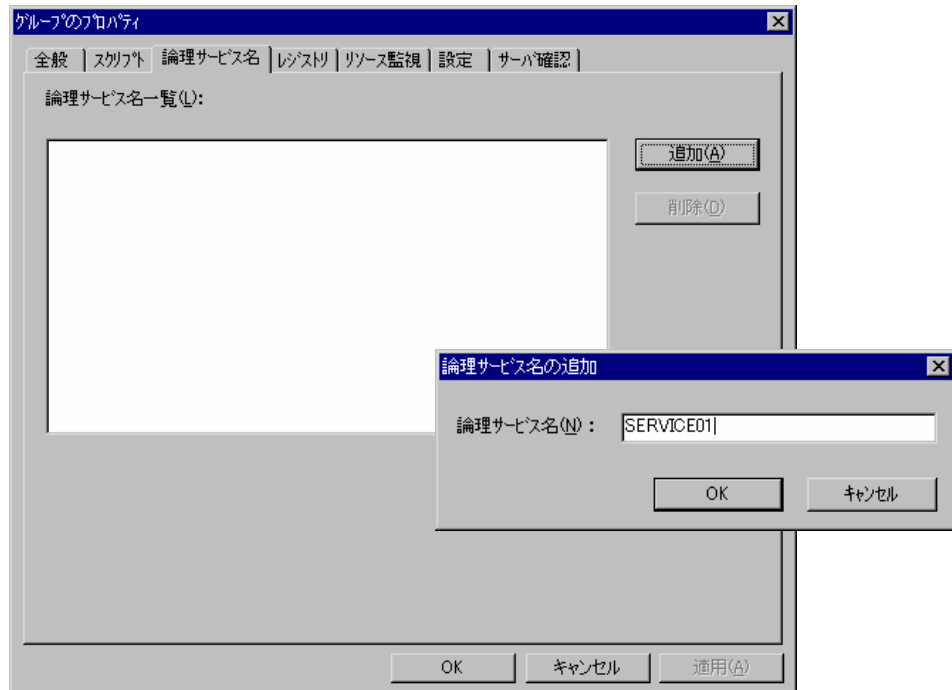 グループのプロパティ
全般 スクリプト 論理サービス名 レジストリ リソース監視 設定 サーバ確認
論理サービス名一覧(L):
追加(A)
削除(D)
論理サービス名の追加
論理サービス名(N)：
SERVICE01
OK キャンセル
OK キャンセル 適用(A)